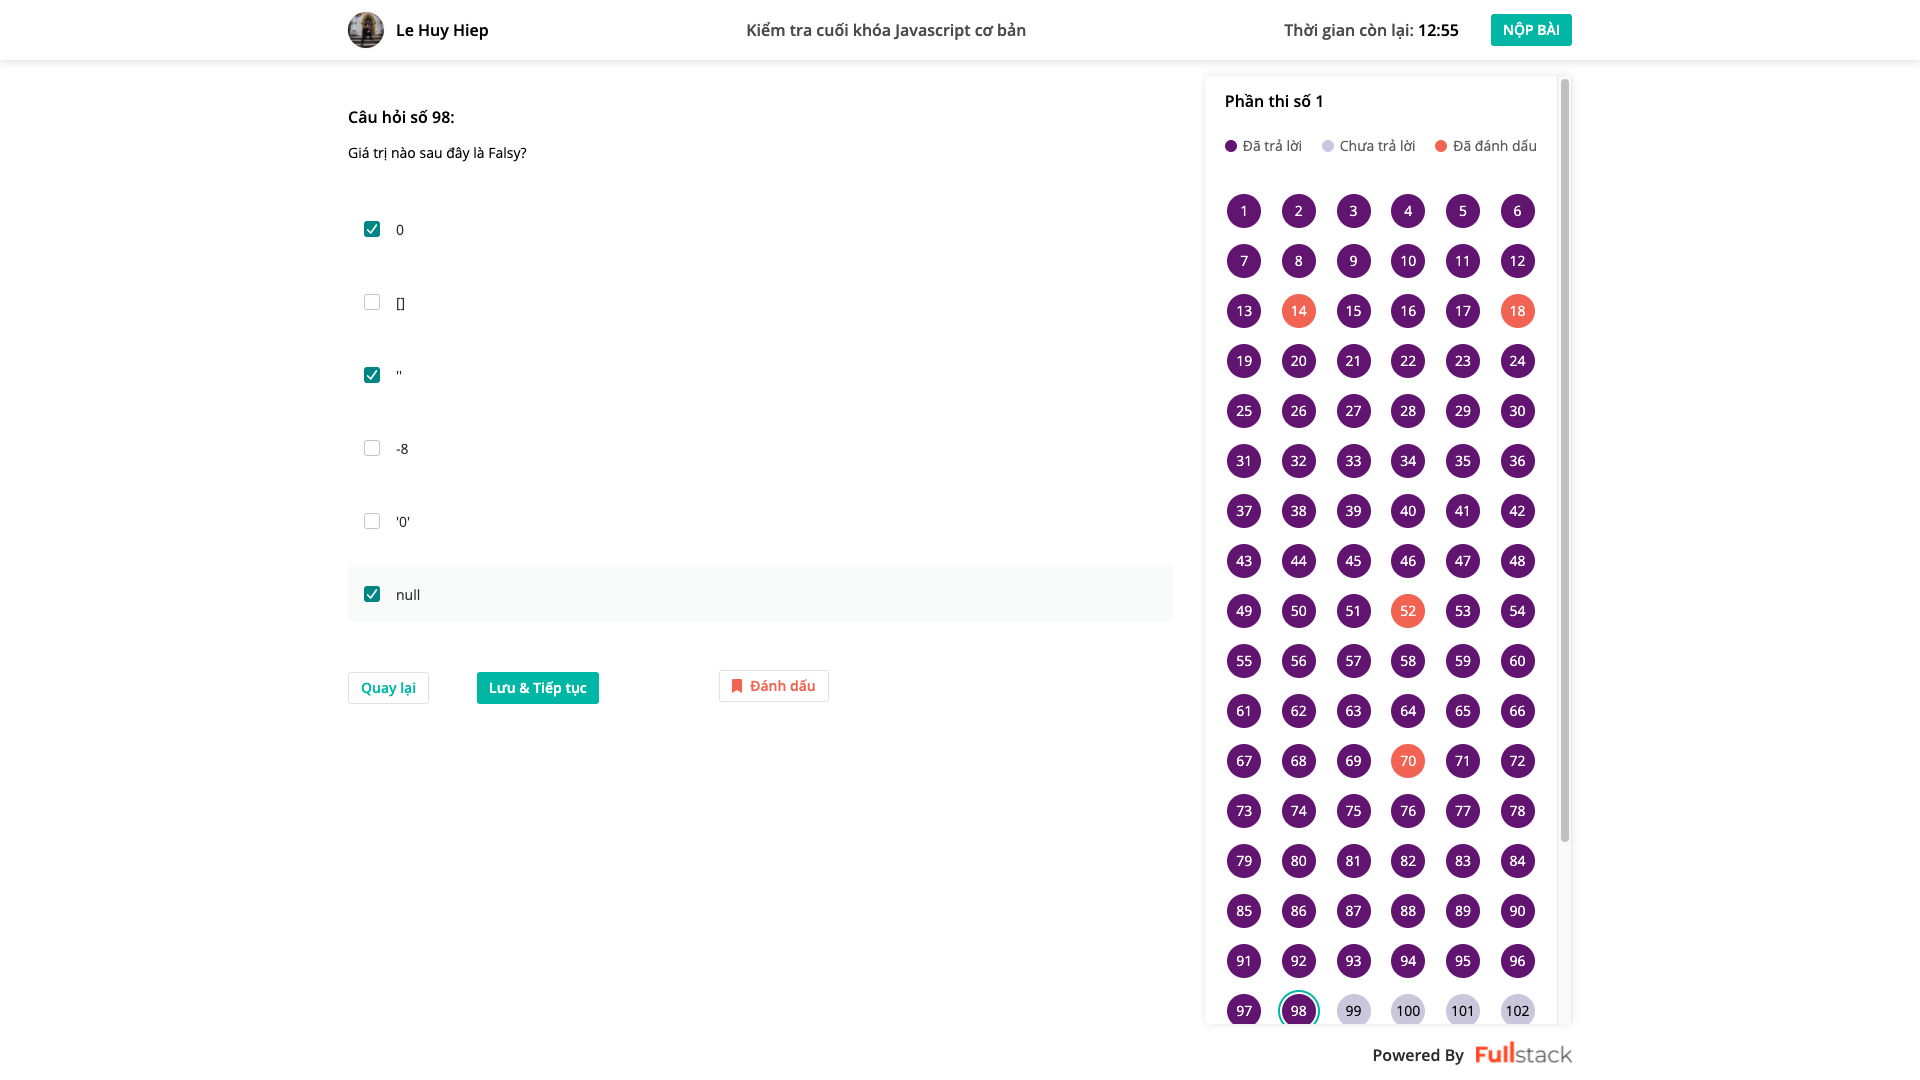 Le Huy Hiep
Kiểm tra cuối khóa Javascript cơ bản
Thời gian còn lại: 12:55
NỘP BÀI
Câu hỏi số 98:
Giá trị nào sau đây là Falsy?
0
[]
''
-8
'0'
null
Quay lại
Lưu & Tiếp tục
Đánh dấu
Phần thi số 1
Đã trả lời Chưa trả lời Đã đánh dấu
1 2 3 4 5 6
7 8 9 10 11 12
13 14 15 16 17 18
19 20 21 22 23 24
25 26 27 28 29 30
31 32 33 34 35 36
37 38 39 40 41 42
43 44 45 46 47 48
49 50 51 52 53 54
55 56 57 58 59 60
61 62 63 64 65 66
67 68 69 70 71 72
73 74 75 76 77 78
79 80 81 82 83 84
85 86 87 88 89 90
91 92 93 94 95 96
97 98 99 100 101 102
Powered By Fullstack